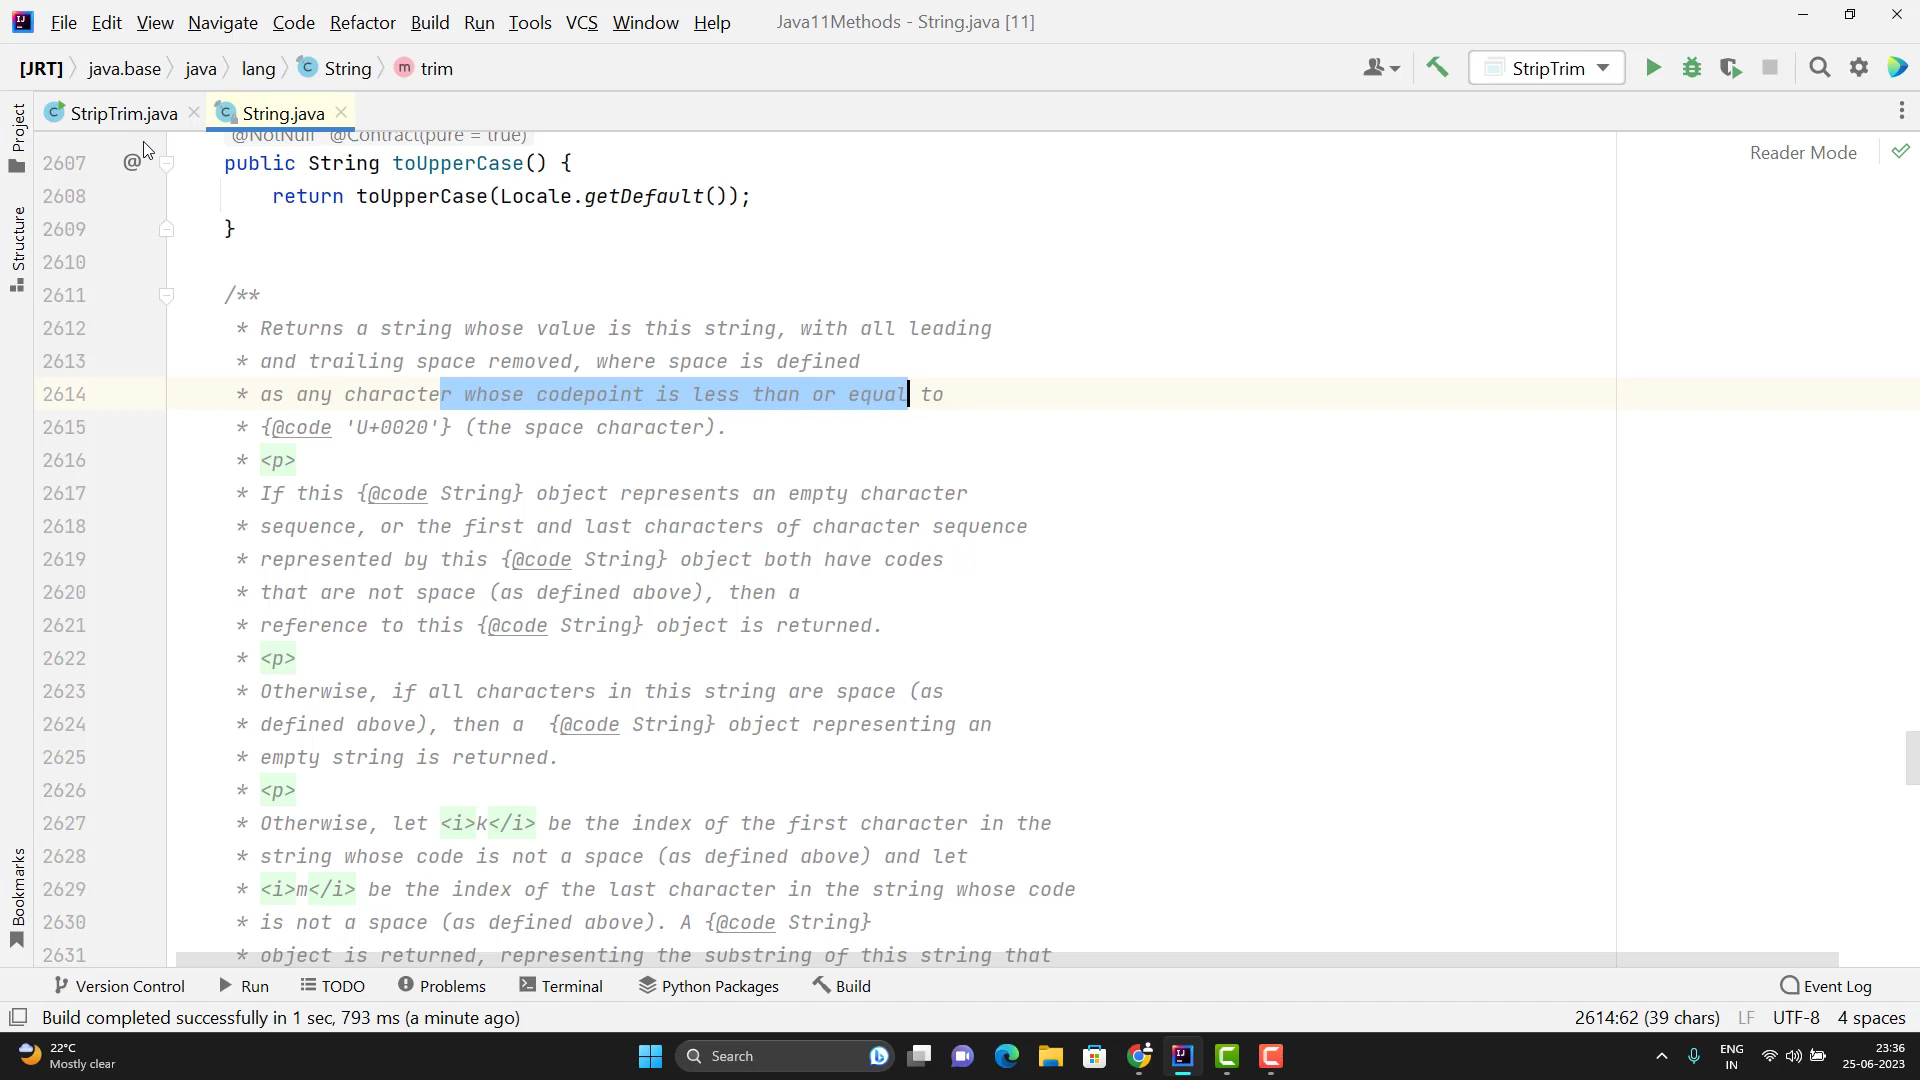 File Edit View Navigate Code Refactor Build Run Tools VCS Window Help Java11Methods - String.java [11]
[JRT] java.base java lang String trim StripTrim
StripTrim.java String.java
Project
Structure
Bookmarks
Reader Mode
@NotNull @Contract(pure = true)
2607 @ public String toUpperCase() {
2608 return toUpperCase(Locale.getDefault());
2609 }
2610
2611 /**
2612 * Returns a string whose value is this string, with all leading
2613 * and trailing space removed, where space is defined
2614 * as any character whose codepoint is less than or equal to
2615 * {@code 'U+0020'} (the space character).
2616 * <p>
2617 * If this {@code String} object represents an empty character
2618 * sequence, or the first and last characters of character sequence
2619 * represented by this {@code String} object both have codes
2620 * that are not space (as defined above), then a
2621 * reference to this {@code String} object is returned.
2622 * <p>
2623 * Otherwise, if all characters in this string are space (as
2624 * defined above), then a  {@code String} object representing an
2625 * empty string is returned.
2626 * <p>
2627 * Otherwise, let <i>k</i> be the index of the first character in the
2628 * string whose code is not a space (as defined above) and let
2629 * <i>m</i> be the index of the last character in the string whose code
2630 * is not a space (as defined above). A {@code String}
2631 * object is returned, representing the substring of this string that
Version Control Run TODO Problems Terminal Python Packages Build Event Log
Build completed successfully in 1 sec, 793 ms (a minute ago) 2614:62 (39 chars) LF UTF-8 4 spaces
22°C
Mostly clear
Search
ENG
IN
23:36
25-06-2023